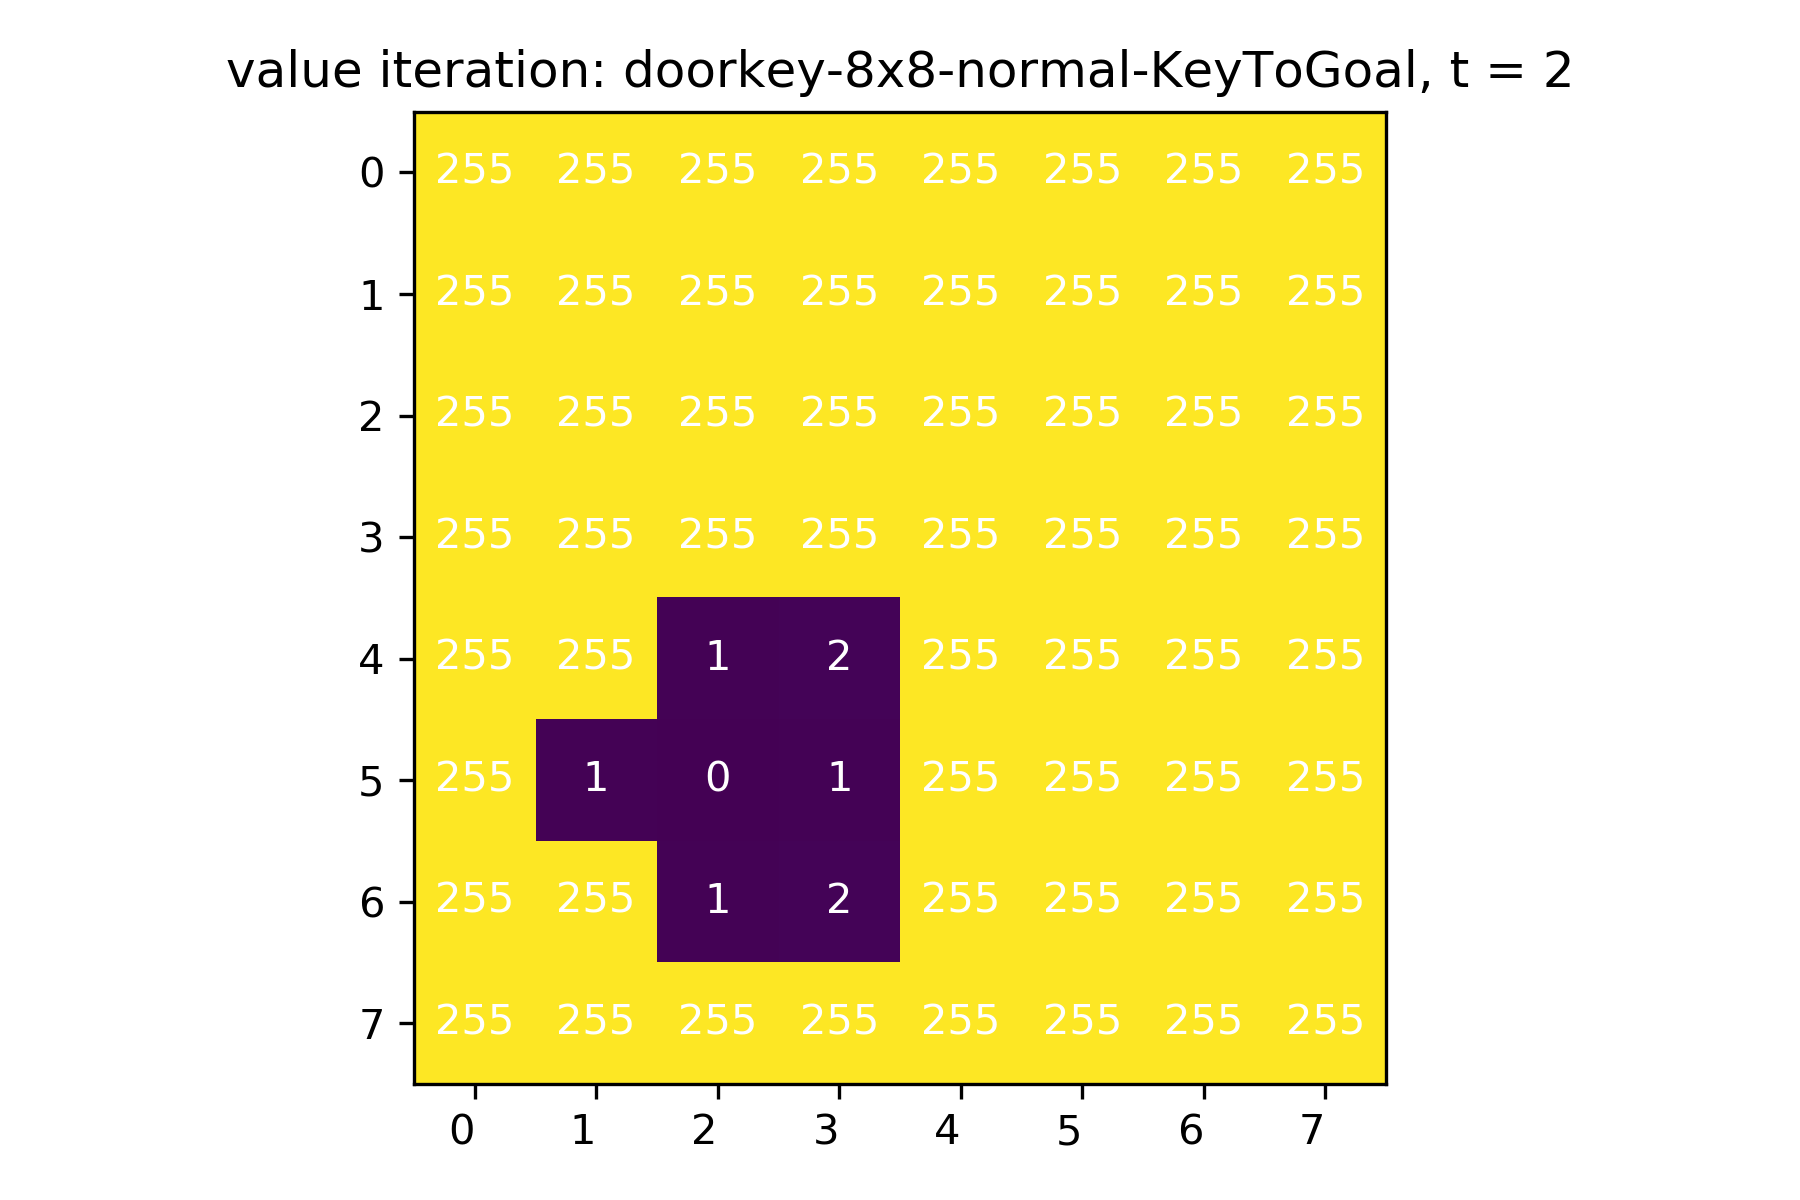 value iteration: doorkey-8x8-normal-KeyToGoal, t = 2
0 255 255 255 255 255 255 255 255
1 255 255 255 255 255 255 255 255
2 255 255 255 255 255 255 255 255
3 255 255 255 255 255 255 255 255
4 255 255 1 2 255 255 255 255
5 255 1 0 1 255 255 255 255
6 255 255 1 2 255 255 255 255
7 255 255 255 255 255 255 255 255
0 1 2 3 4 5 6 7